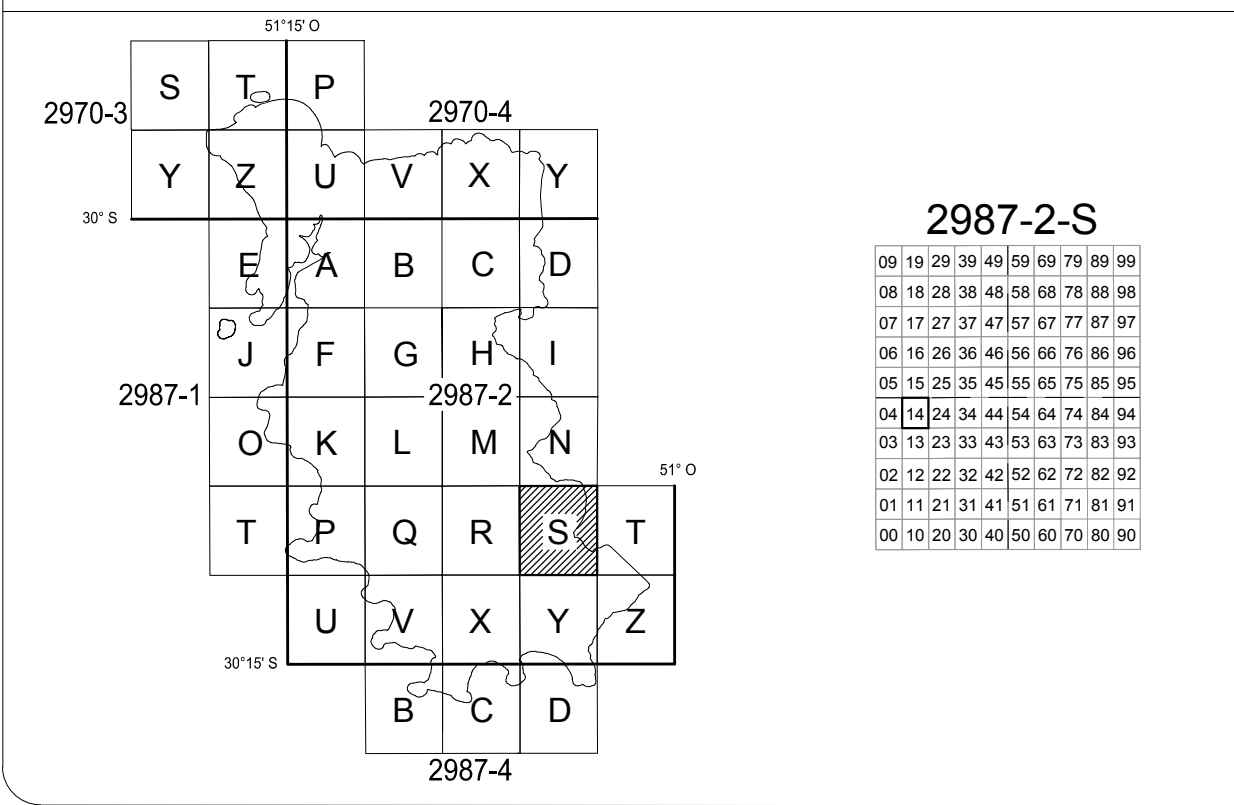 51°15' O
S T P
2970-3 2970-4
Y Z U V X Y
30° S
E A B C D
J F G H I
2987-1 2987-2
O K L M N
51° O
T P Q R S T
U V X Y Z
30°15' S
B C D
2987-4
2987-2-S
09 19 29 39 49 59 69 79 89 99
08 18 28 38 48 58 68 78 88 98
07 17 27 37 47 57 67 77 87 97
06 16 26 36 46 56 66 76 86 96
05 15 25 35 45 55 65 75 85 95
04 14 24 34 44 54 64 74 84 94
03 13 23 33 43 53 63 73 83 93
02 12 22 32 42 52 62 72 82 92
01 11 21 31 41 51 61 71 81 91
00 10 20 30 40 50 60 70 80 90